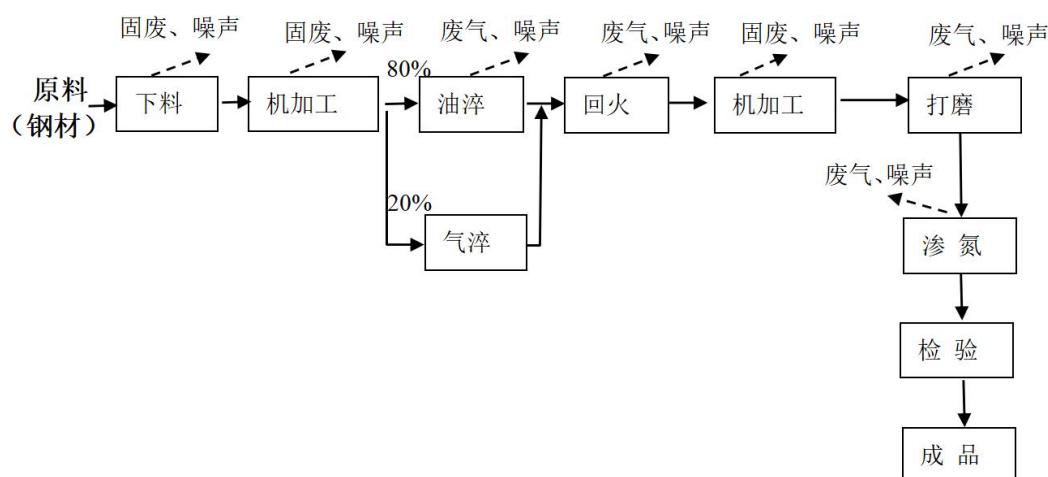 固废、噪声
固废、噪声
废气、噪声
废气、噪声
固废、噪声
废气、噪声
原料
（钢材）
下料
机加工
80%
油淬
回火
机加工
打磨
废气、噪声
20%
气淬
渗 氮
检 验
成 品